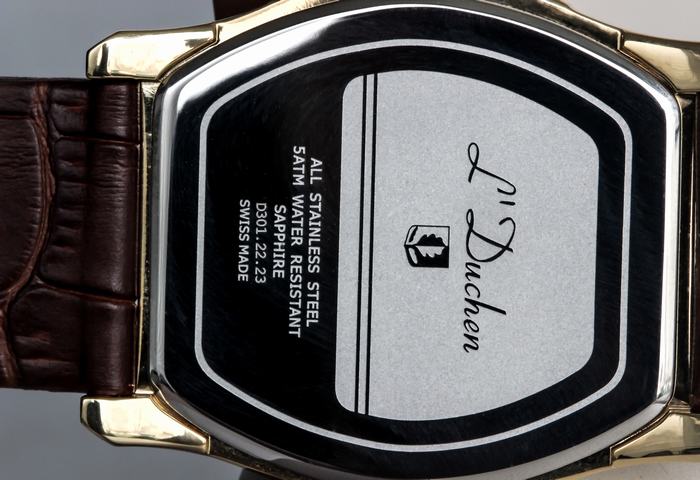 L'Duchen
ALL STAINLESS STEEL
5ATM WATER RESISTANT
SAPPHIRE
D301.22.23
SWISS MADE